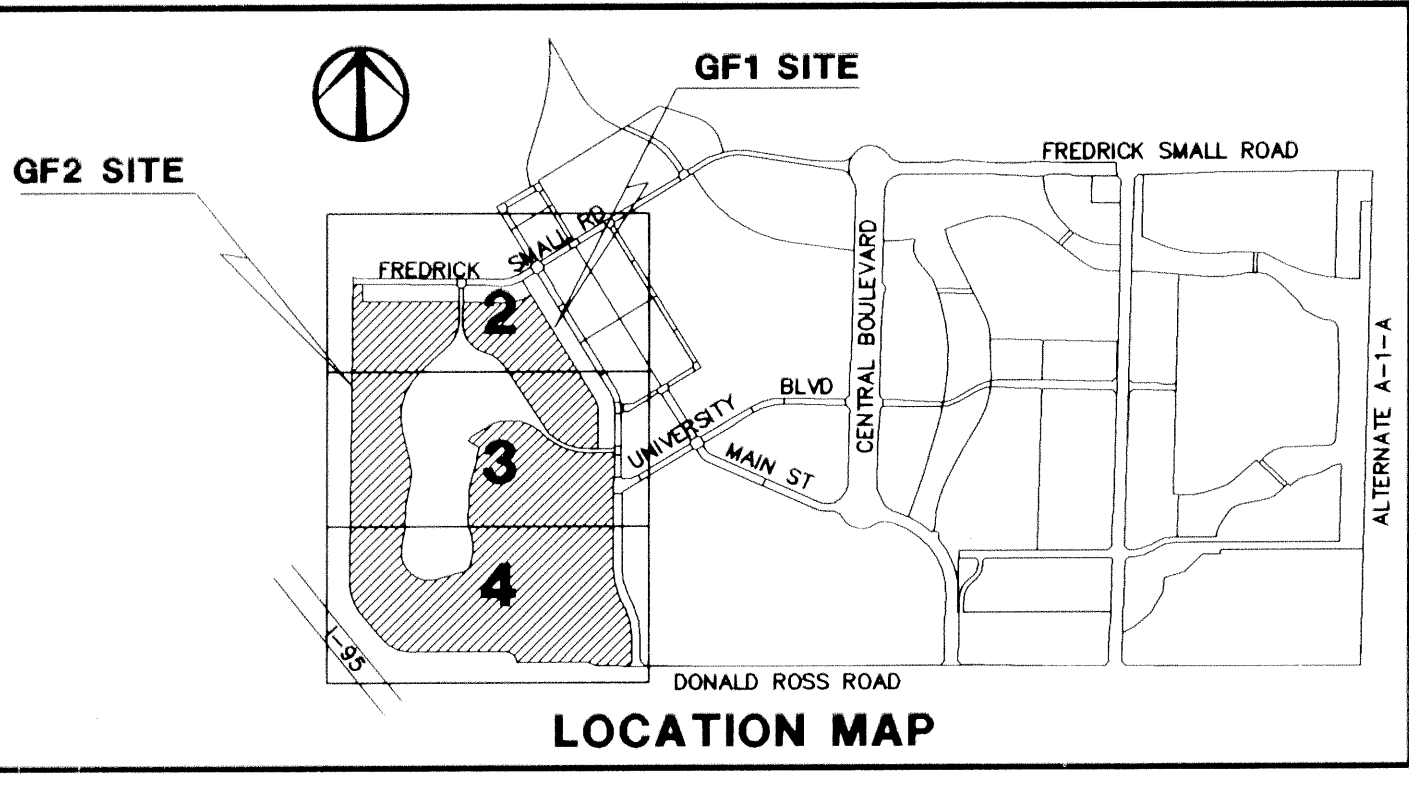 GF1 SITE
GF2 SITE
FREDRICK SMALL ROAD
FREDRICK SMALL RD
2
3
4
UNIVERSITY BLVD
MAIN ST
CENTRAL BOULEVARD
ALTERNATE A-1-A
I-95
DONALD ROSS ROAD
LOCATION MAP